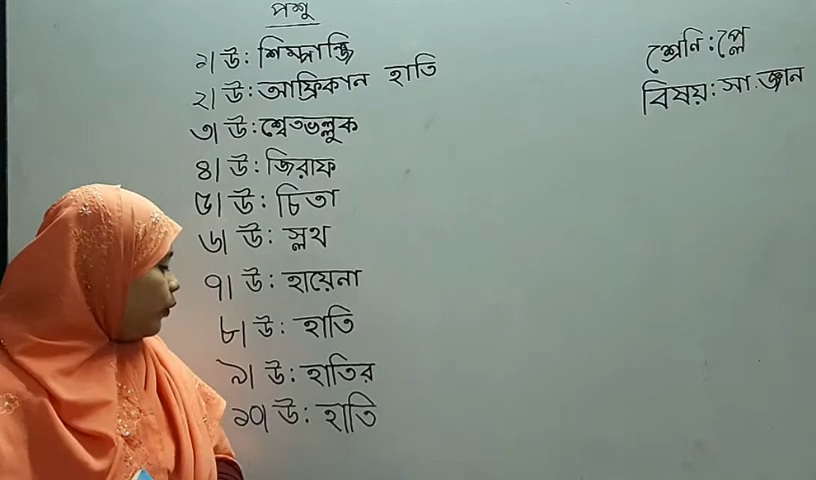 পশু
১। উ: শিম্পাঞ্জি
২। উ: আফ্রিকান হাতি
৩। উ: শ্বেতভল্লুক
৪। উ: জিরাফ
৫। উ: চিতা
৬। উ: স্লথ
৭। উ: হায়েনা
৮। উ: হাতি
৯। উ: হাতির
১০। উ: হাতি
শ্রেণি: প্লে
বিষয়: সা. জ্ঞান